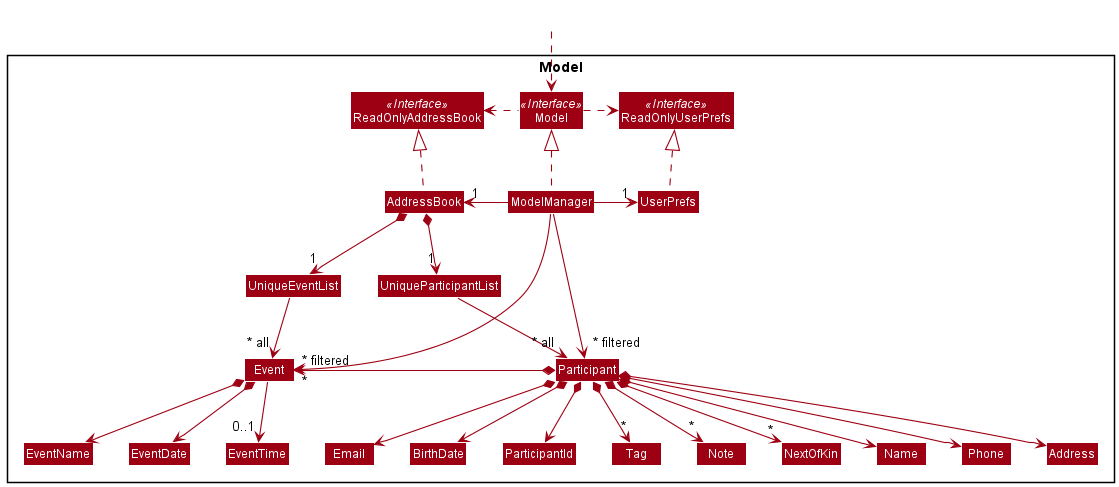 Model
«Interface»
ReadOnlyAddressBook
«Interface»
Model
«Interface»
ReadOnlyUserPrefs
AddressBook
1
ModelManager
1
UserPrefs
1
1
UniqueEventList
UniqueParticipantList
* all
* filtered
* all
* filtered
Event
*
Participant
0..1
*
*
*
EventName
EventDate
EventTime
Email
BirthDate
ParticipantId
Tag
Note
NextOfKin
Name
Phone
Address